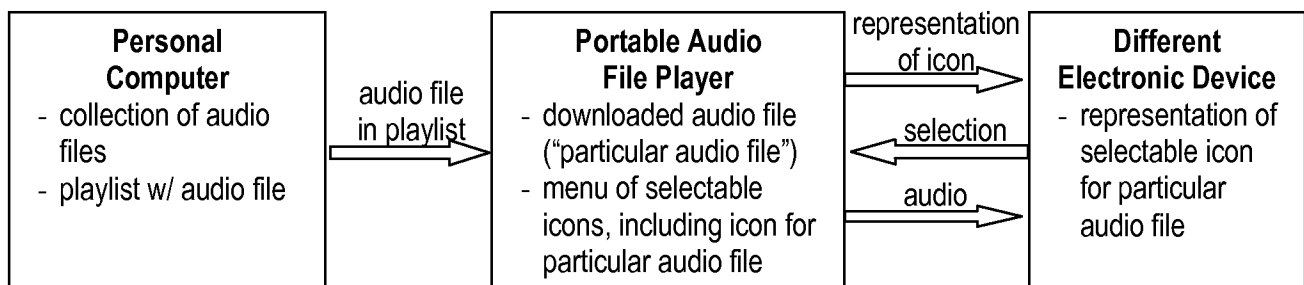 Personal
Computer
- collection of audio
files
- playlist w/ audio file
audio file
in playlist
Portable Audio
File Player
- downloaded audio file
(“particular audio file”)
- menu of selectable
icons, including icon for
particular audio file
representation
of icon
selection
audio
Different
Electronic Device
- representation of
selectable icon
for particular
audio file